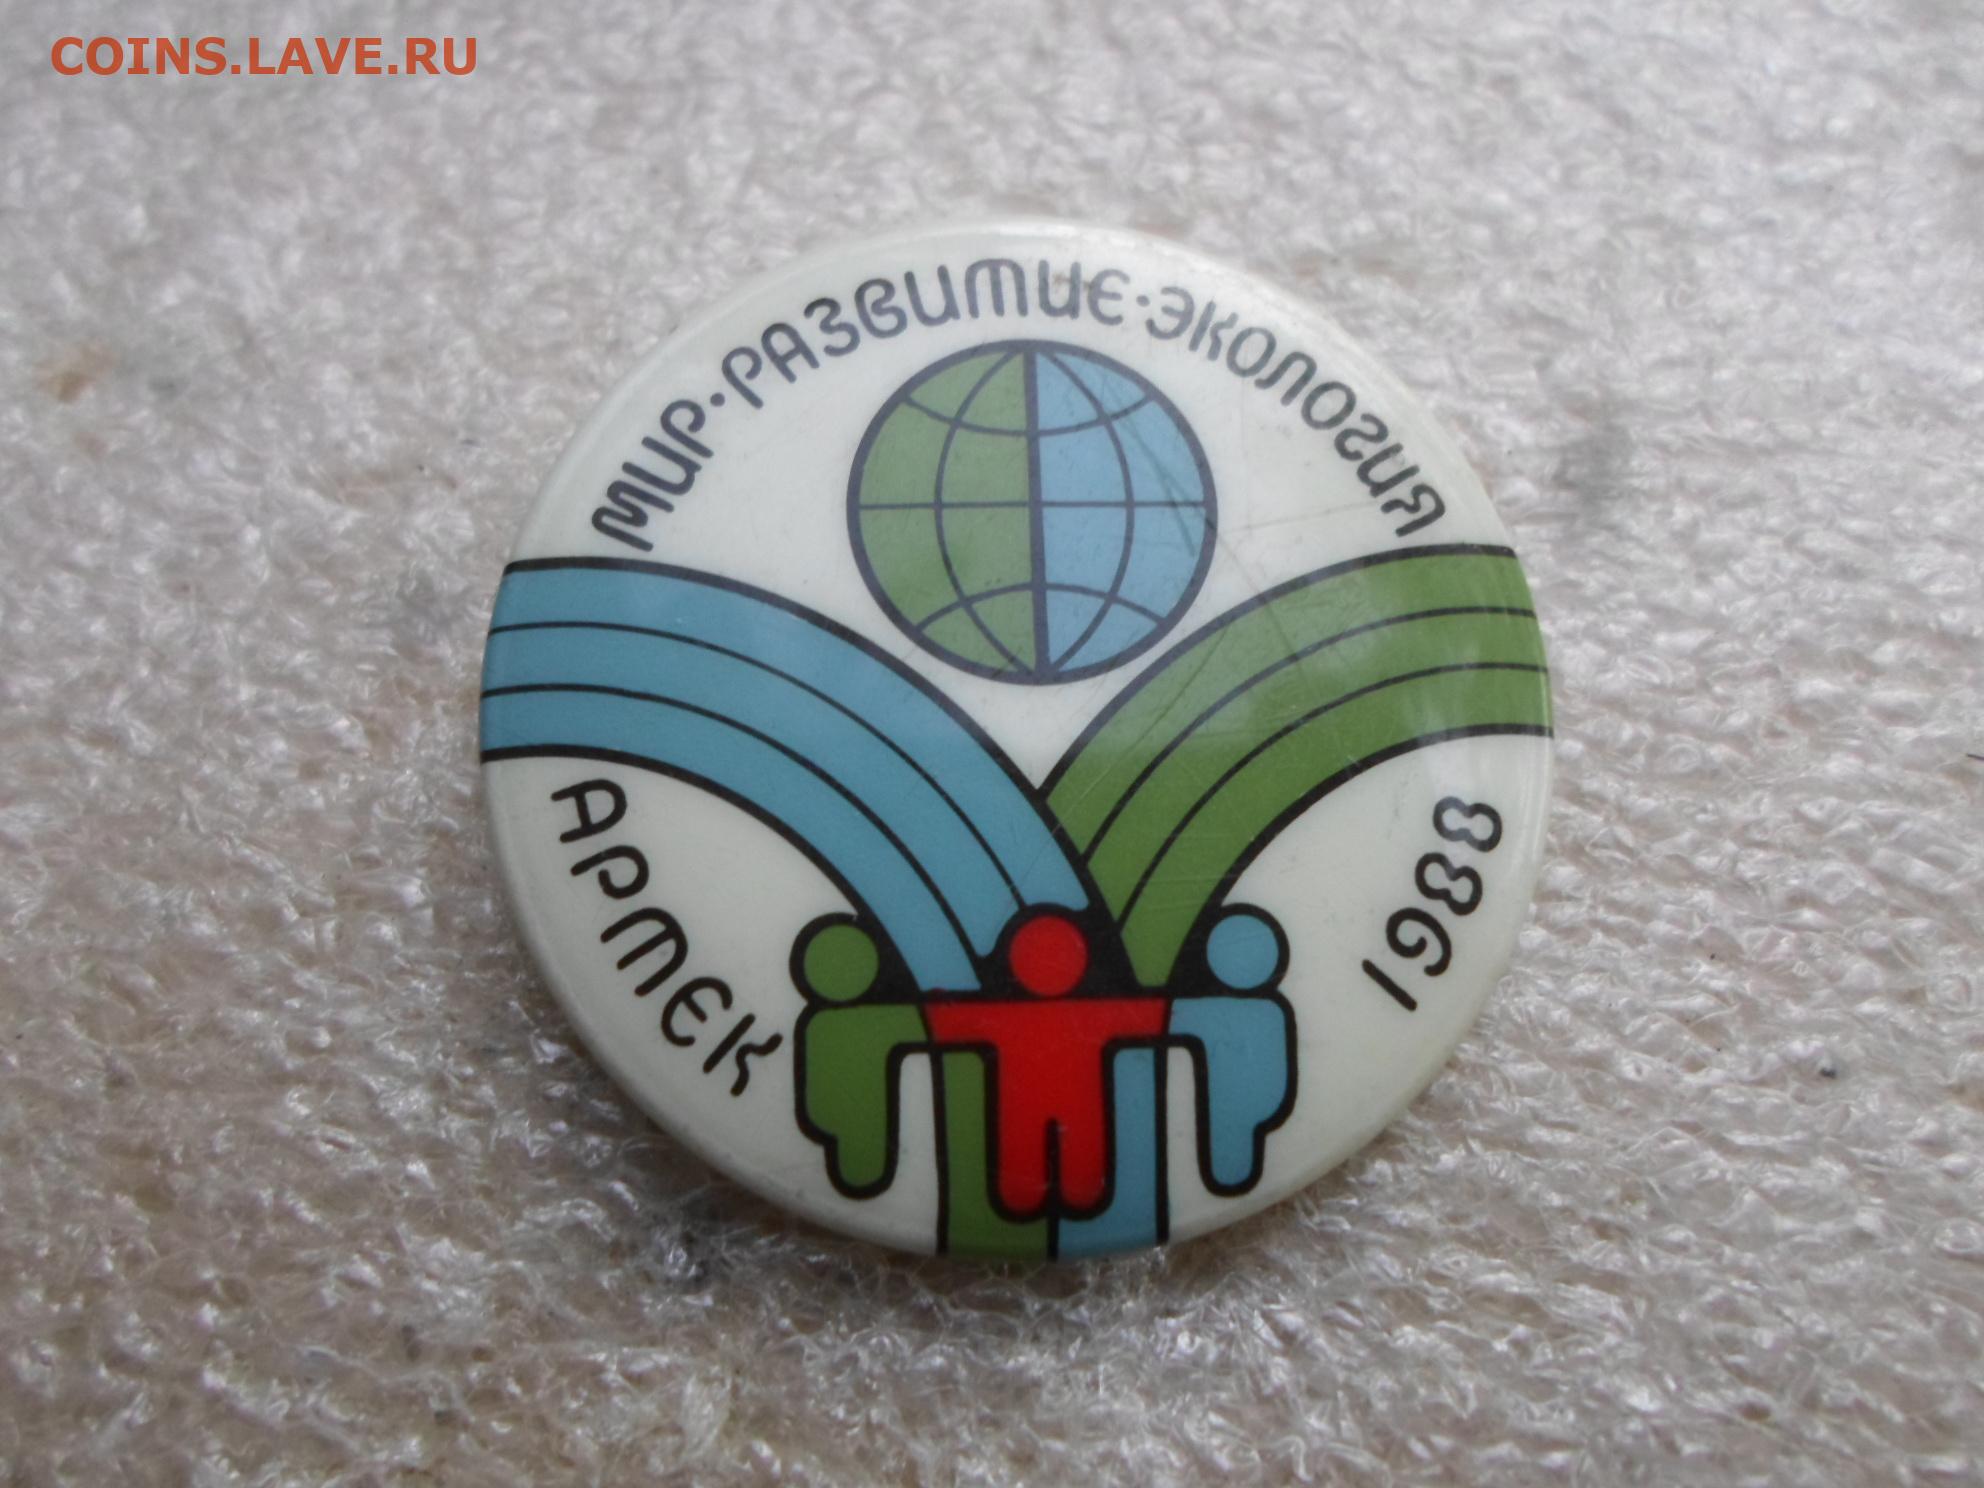 COINS.LAVE.RU
МИР·РАЗВИТИЕ·ЭКОЛОГИЯ
АРТЕК
1988